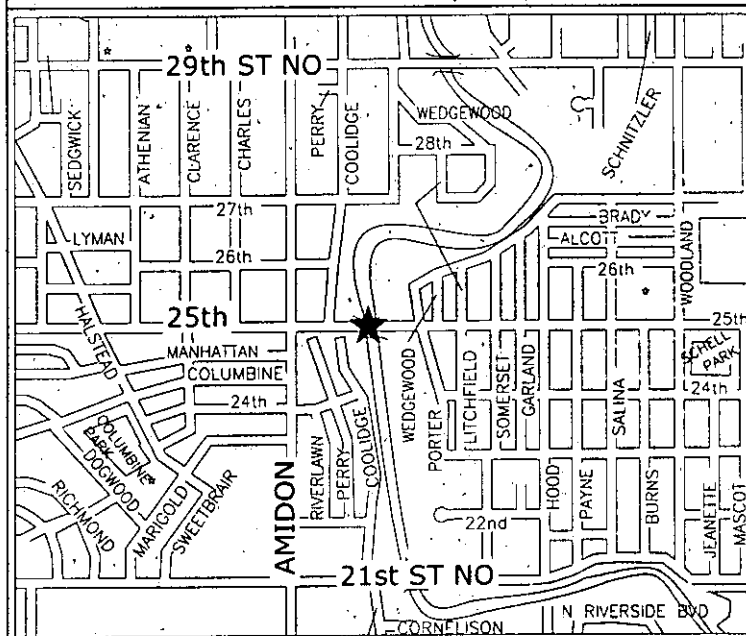 29th ST NO
WEDGEWOOD
SEDGWICK
ATHENIAN
CLARENCE
CHARLES
PERRY
COOLIDGE
28th
SCHNITZLER
27th
BRADY
LYMAN
ALCOTT
26th
26th
WOODLAND
25th
25th
HALSTEAD
MANHATTAN
COLUMBINE
24th
SCHELL
PARK
24th
WEDGEWOOD
PORTER
LITCHFIELD
SOMERSET
GARLAND
SALINA
COLUMBINE
PARK
DOGWOOD
RICHMOND
MARIGOLD
SWEETBRAIR
AMIDON
RIVERLAWN
PERRY
COOLIDGE
HOOD
PAYNE
BURNS
JEANETTE
MASCOT
22nd
21st ST NO
N RIVERSIDE BVD
CORNELISON